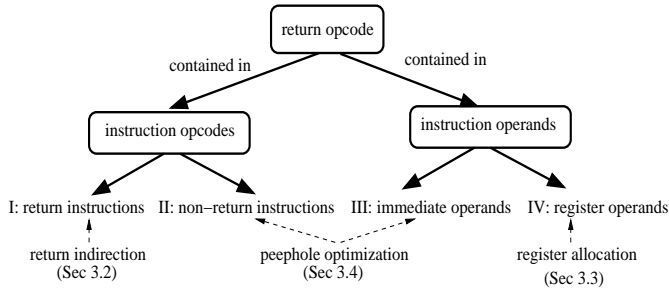 return opcode
contained in
contained in
instruction opcodes
instruction operands
I: return instructions
II: non−return instructions
III: immediate operands
IV: register operands
return indirection
(Sec 3.2)
peephole optimization
(Sec 3.4)
register allocation
(Sec 3.3)